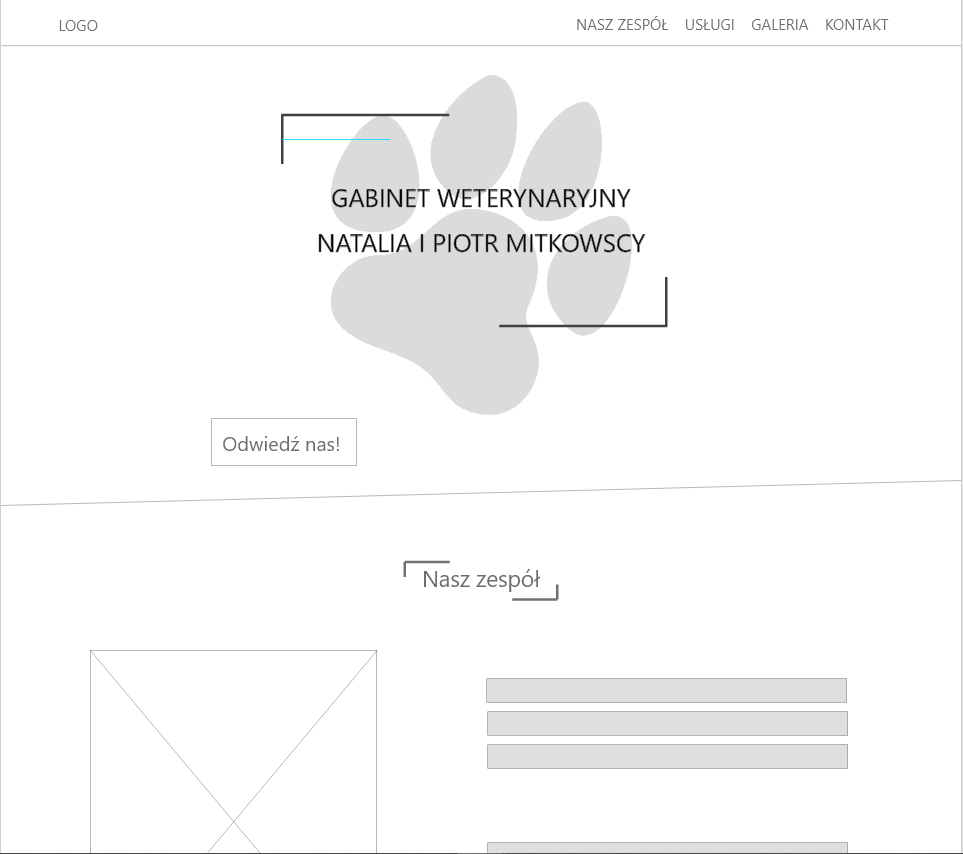 LOGO
NASZ ZESPÓŁ USŁUGI GALERIA KONTAKT
GABINET WETERYNARYJNY
NATALIA I PIOTR MITKOWSCY
Odwiedź nas!
Nasz zespół